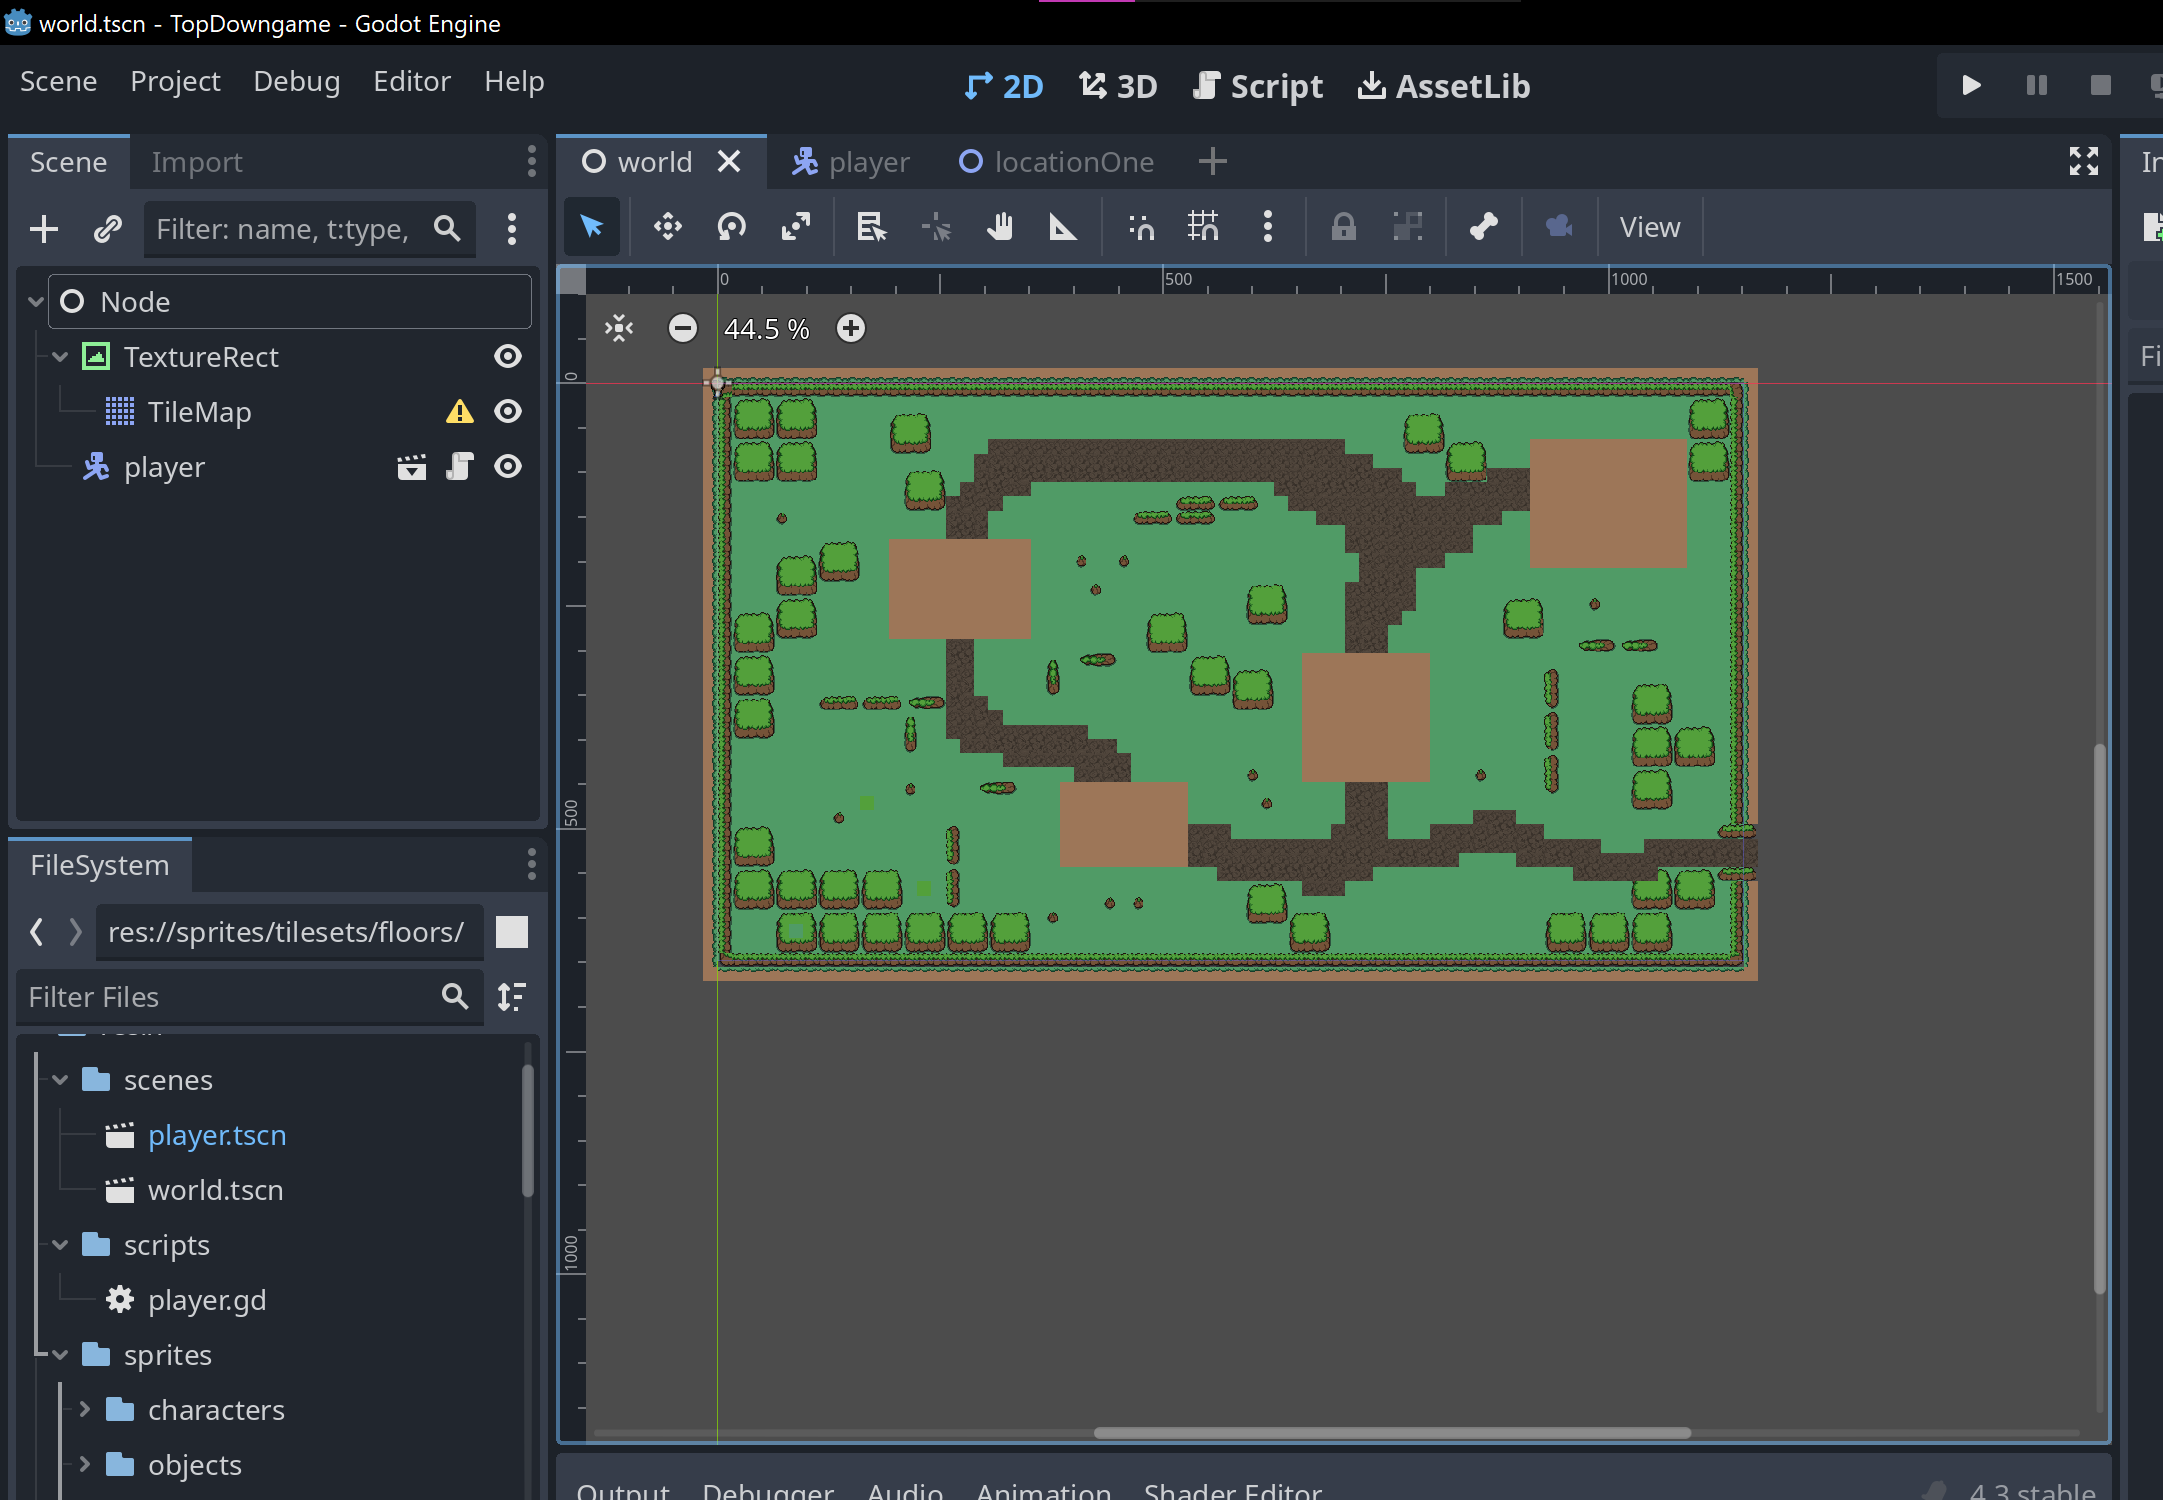 world.tscn - TopDowngame - Godot Engine
Scene Project Debug Editor Help
2D 3D Script AssetLib
Scene Import
Filter: name, t:type,
Node
TextureRect
TileMap
player
FileSystem
res://sprites/tilesets/floors/
Filter Files
scenes
player.tscn
world.tscn
scripts
player.gd
sprites
characters
objects
world player locationOne
View
0 500 1000 1500
44.5 %
0
500
1000
Output Debugger Audio Animation Shader Editor 4.3.stable